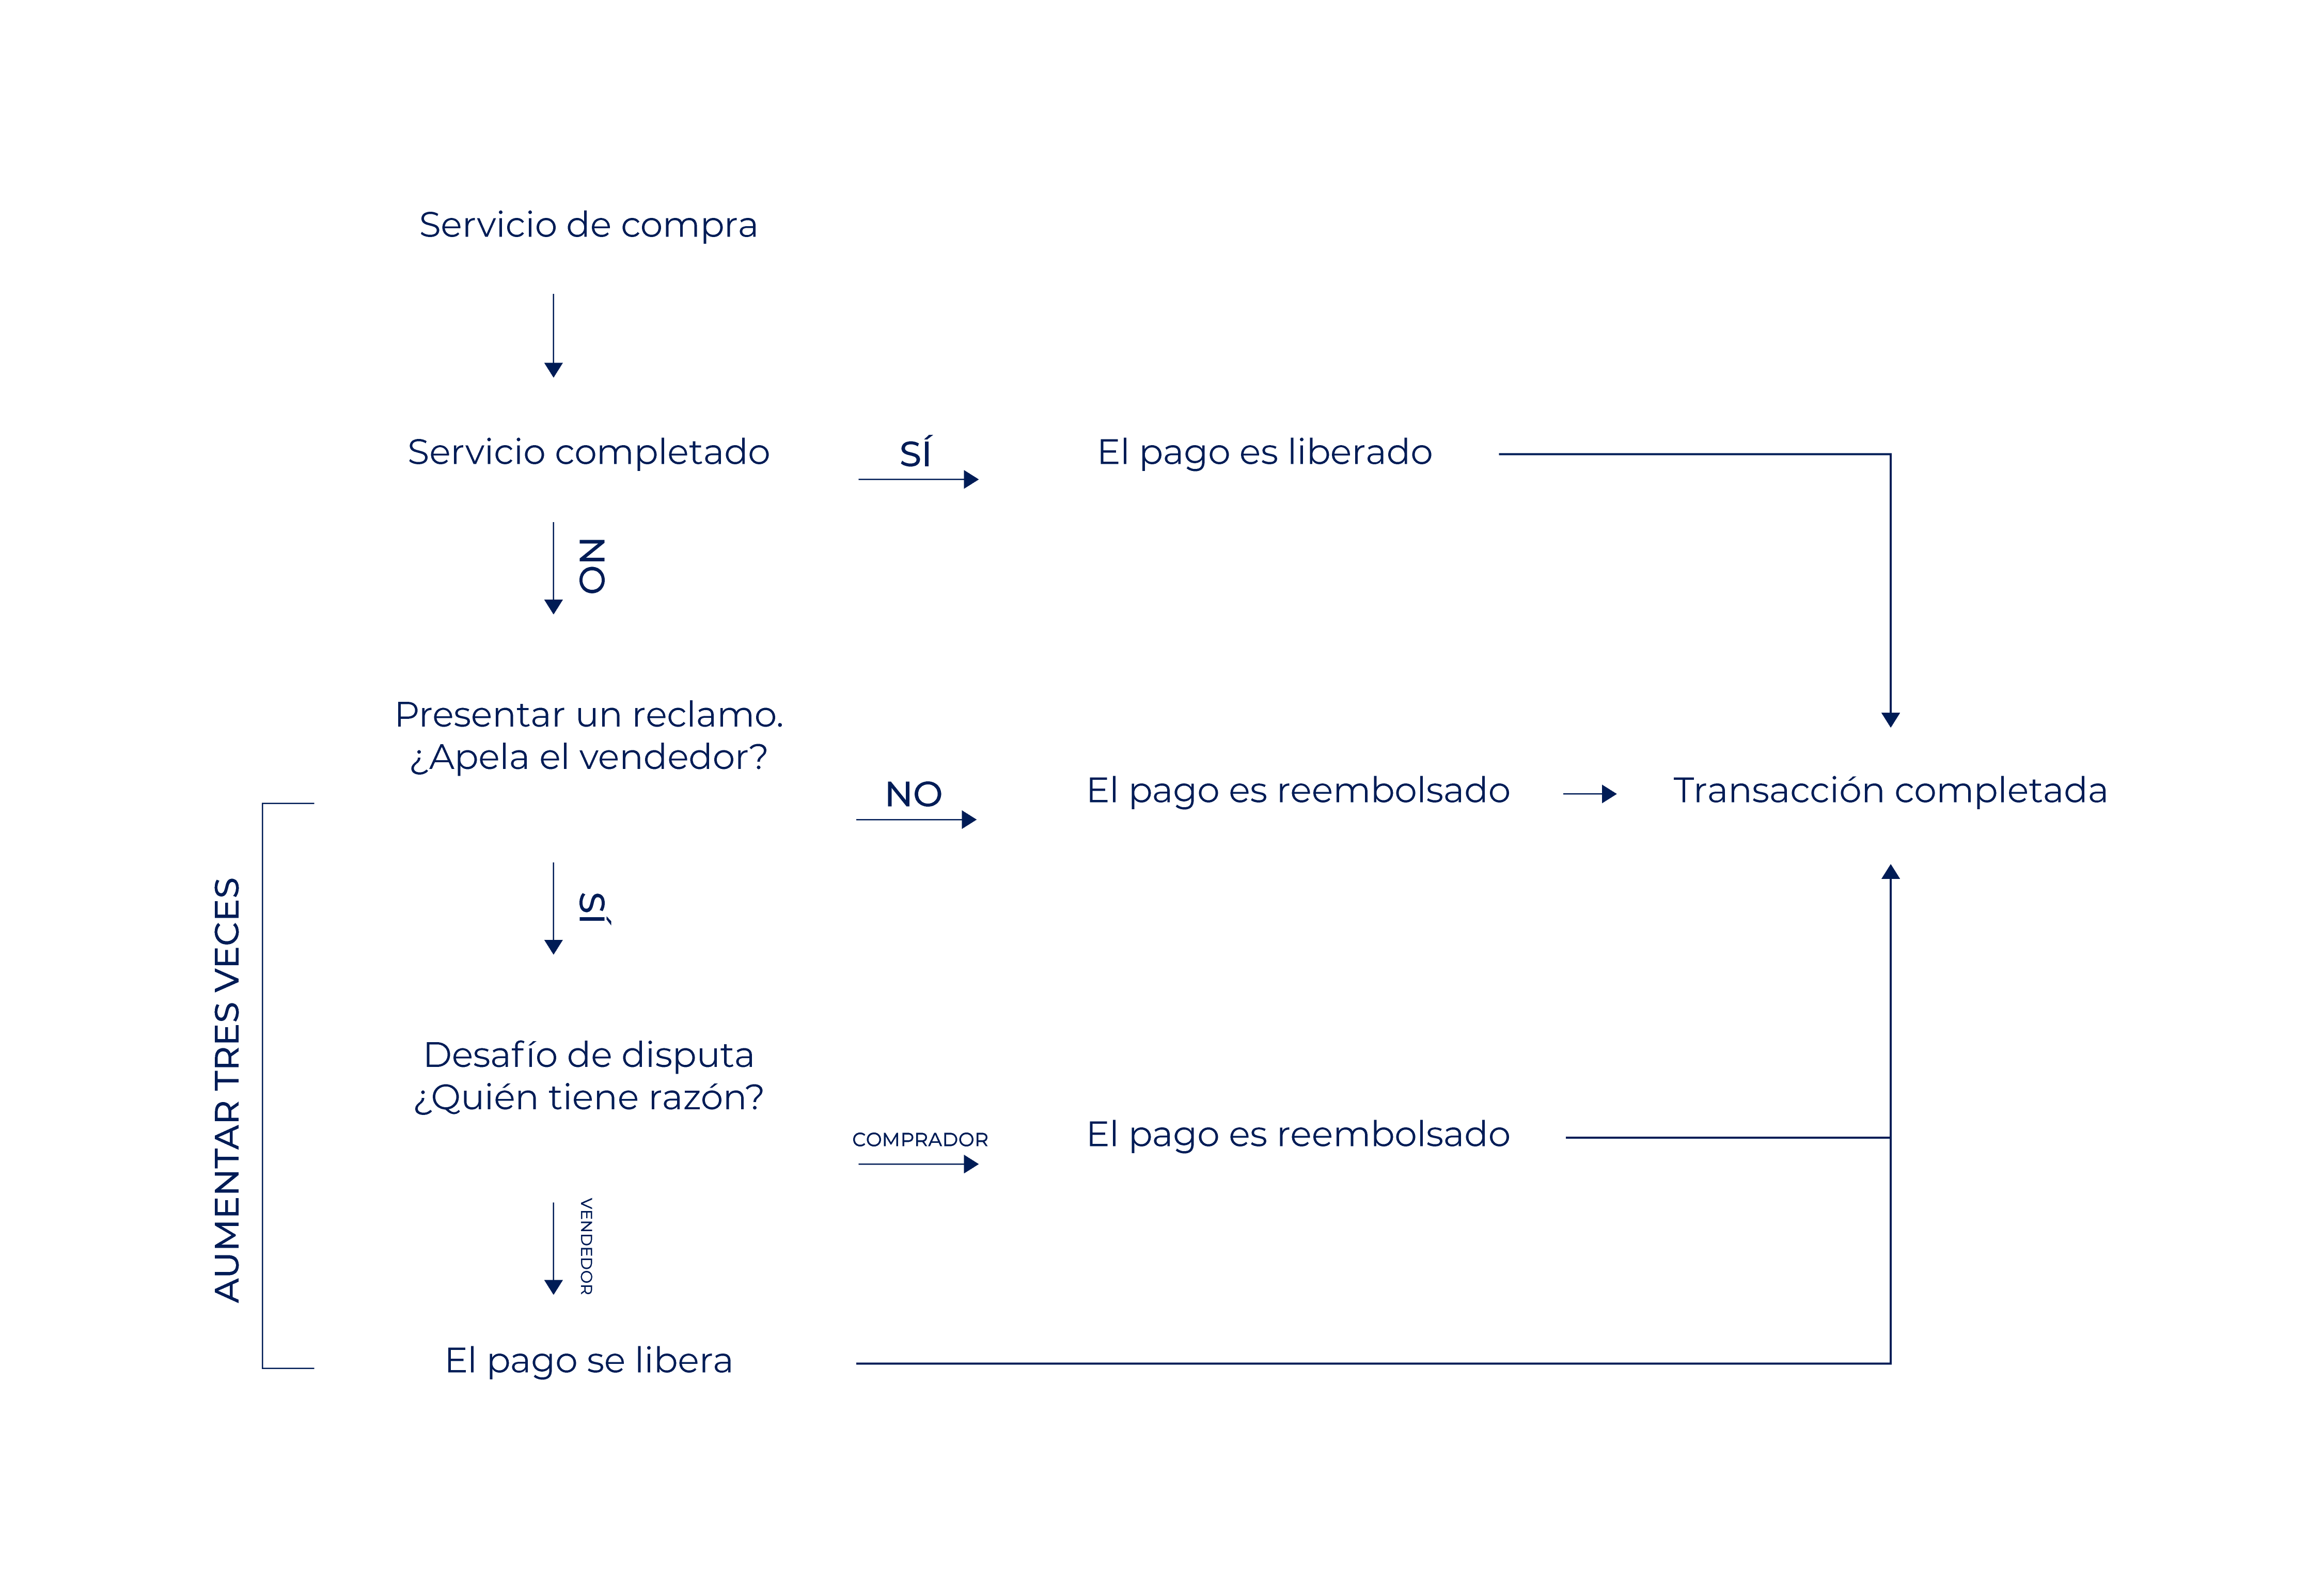 Servicio de compra
Servicio completado
SÍ
El pago es liberado
NO
Presentar un reclamo.
¿Apela el vendedor?
NO
El pago es reembolsado
Transacción completada
SÍ
AUMENTAR TRES VECES
Desafío de disputa
¿Quién tiene razón?
COMPRADOR
El pago es reembolsado
VENDEDOR
El pago se libera